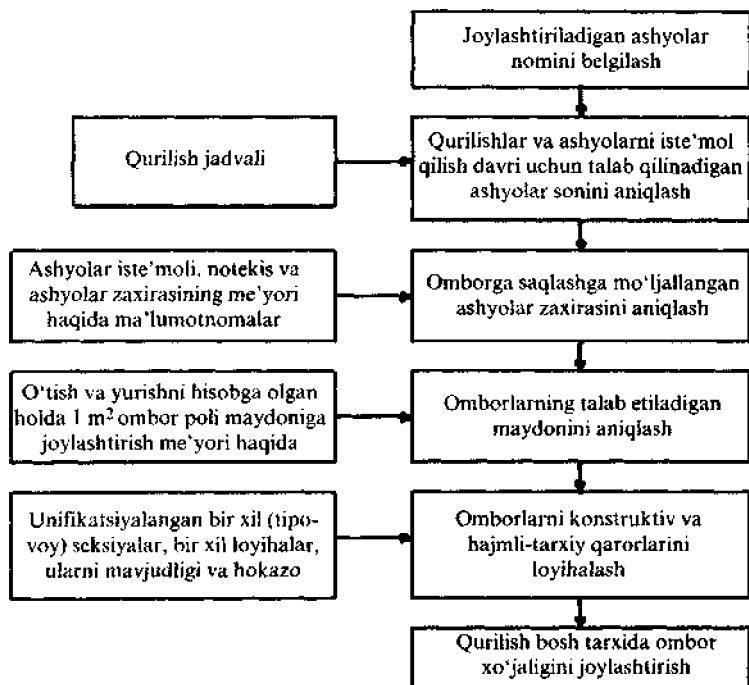 Joylashtiriladigan ashyolar
nomini belgilash
Qurilish jadvali
Qurilishlar va ashyolarni iste'mol
qilish davri uchun talab qilinadigan
ashyolar sonini aniqlash
Ashyolar iste'moli, notekis va
ashyolar zaxirasining me'yori
haqida ma'lumotnomalar
Omborga saqlashga mo‘ljallangan
ashyolar zaxirasini aniqlash
O‘tish va yurishni hisobga olgan
holda 1 m² ombor poli maydoniga
joylashtirish me'yori haqida
Omborlarning talab etiladigan
maydonini aniqlash
Unifikatsiyalangan bir xil (tipo-
voy) seksiyalar, bir xil loyihalar,
ularni mavjudligi va hokazo
Omborlarni konstruktiv va
hajmli-tarxiy qarorlarini
loyihalash
Qurilish bosh tarxida ombor
xo‘jaligini joylashtirish